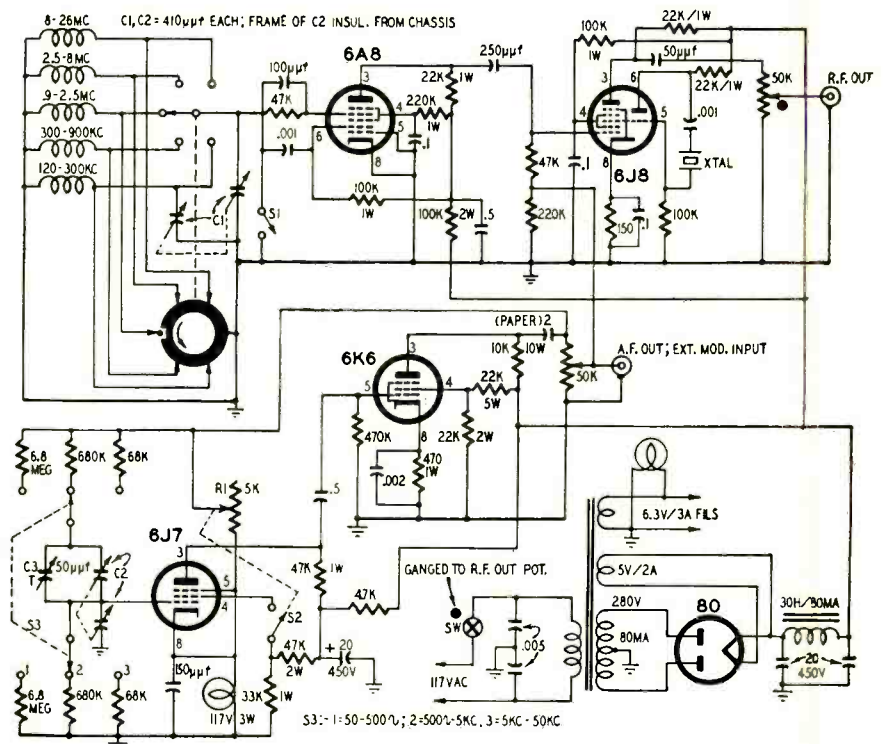 C1,C2=410µµf EACH; FRAME OF C2 INSUL. FROM CHASSIS
8-26MC
2.5-8MC
.9-2.5MC
300-900KC
120-300KC
C1
S1
100µµf
47K
.001
6A8
3
4
5
6
8
22K
1W
220K
1W
.1
100K
1W
100K
2W
.5
250µµf
47K
220K
100K
1W
22K/1W
50µµf
6J8
3
6
4
5
8
22K/1W
.001
XTAL
.1
150
.1
100K
50K
R.F. OUT
(PAPER) 2
10K
10W
50K
A.F. OUT; EXT. MOD. INPUT
6K6
3
5
4
8
22K
5W
470K
22K
2W
470
1W
.002
.5
6.8
MEG
680K
68K
R1
5K
6J7
3
5
4
8
C3
T
50µµf
C2
S3
1
2
3
6.8
MEG
680K
68K
150µµf
117V
3W
33K
1W
S2
47K
1W
47K
2W
47K
+ 20
450V
GANGED TO R.F. OUT POT.
SW
117VAC
.005
6.3V/3A FILS
5V/2A
280V
80MA
80
30H/80MA
20
450V
S3:-1=50-500~; 2=500~-5KC, 3=5KC-50KC